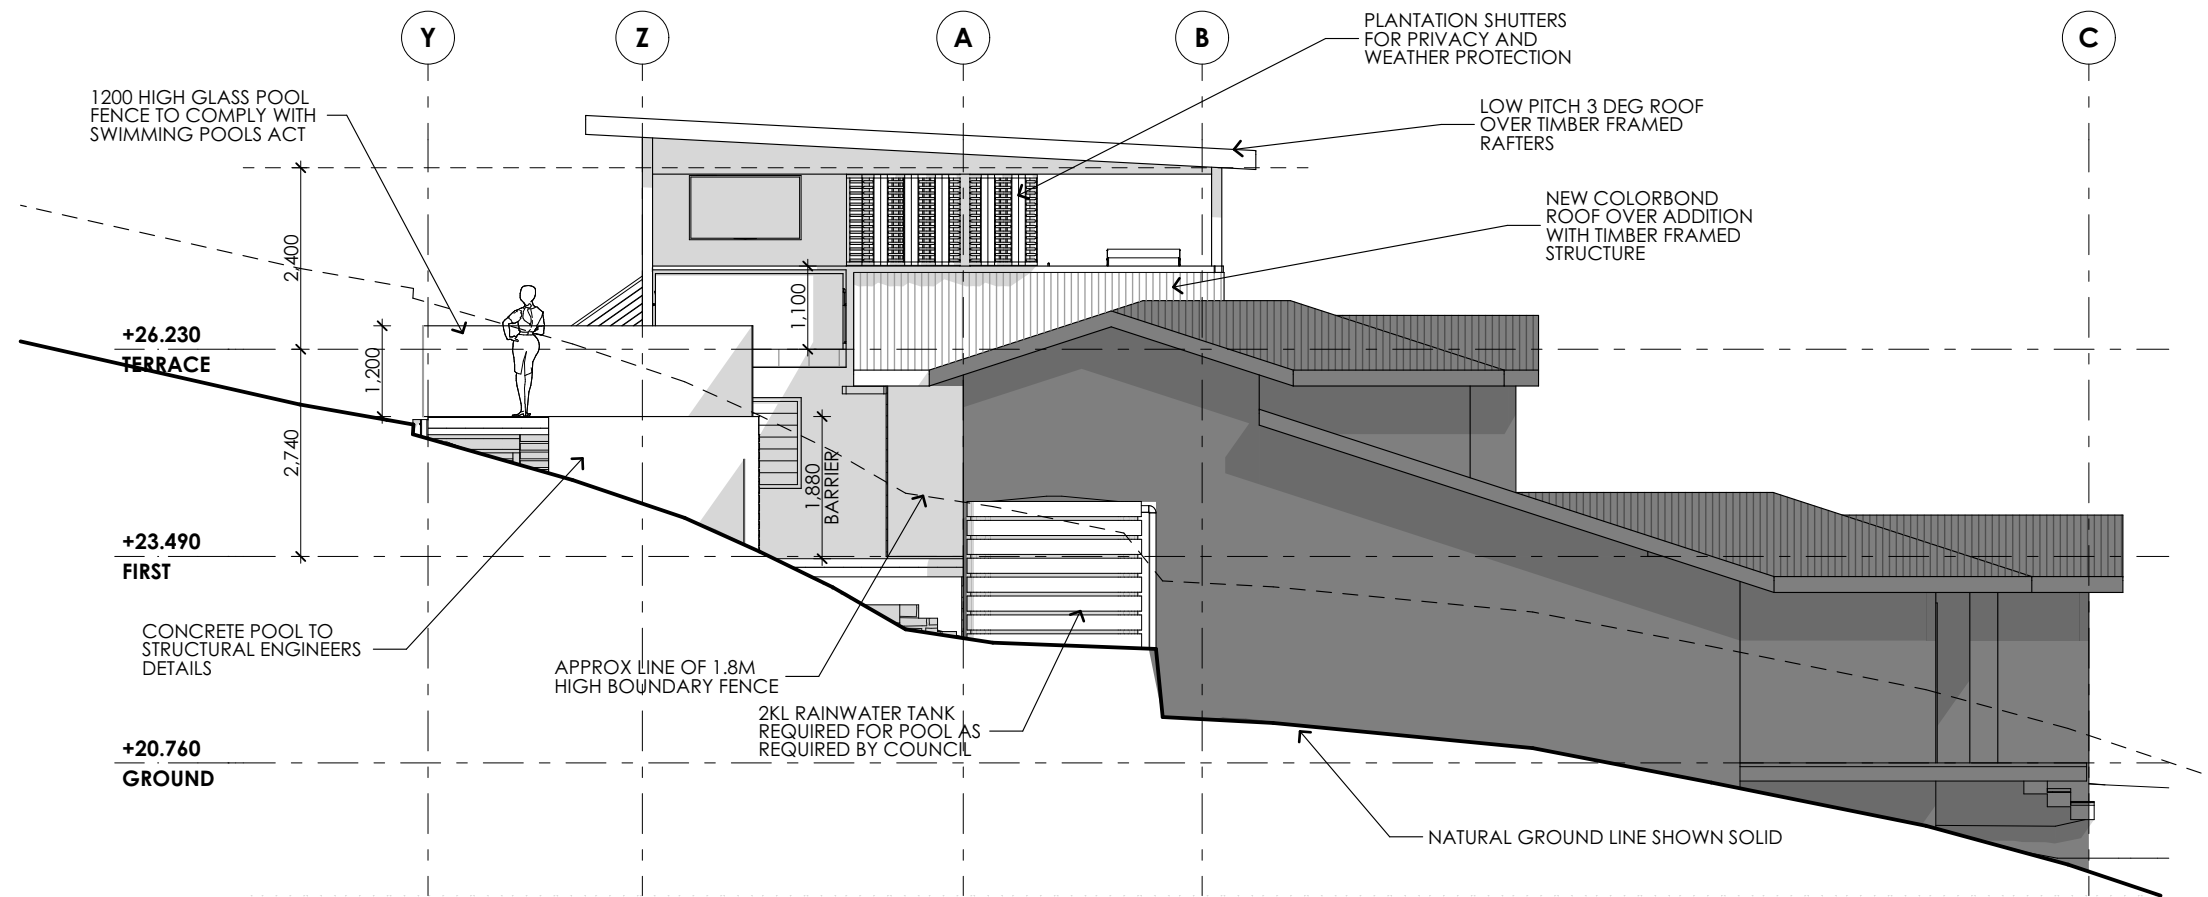 Y
Z
A
B
C
PLANTATION SHUTTERS
FOR PRIVACY AND
WEATHER PROTECTION
1200 HIGH GLASS POOL
FENCE TO COMPLY WITH
SWIMMING POOLS ACT
LOW PITCH 3 DEG ROOF
OVER TIMBER FRAMED
RAFTERS
NEW COLORBOND
ROOF OVER ADDITION
WITH TIMBER FRAMED
STRUCTURE
2,400
1,100
+26.230
TERRACE
1,200
2,740
1,880
BARRIER
+23.490
FIRST
CONCRETE POOL TO
STRUCTURAL ENGINEERS
DETAILS
APPROX LINE OF 1.8M
HIGH BOUNDARY FENCE
2KL RAINWATER TANK
REQUIRED FOR POOL AS
REQUIRED BY COUNCIL
+20.760
GROUND
NATURAL GROUND LINE SHOWN SOLID